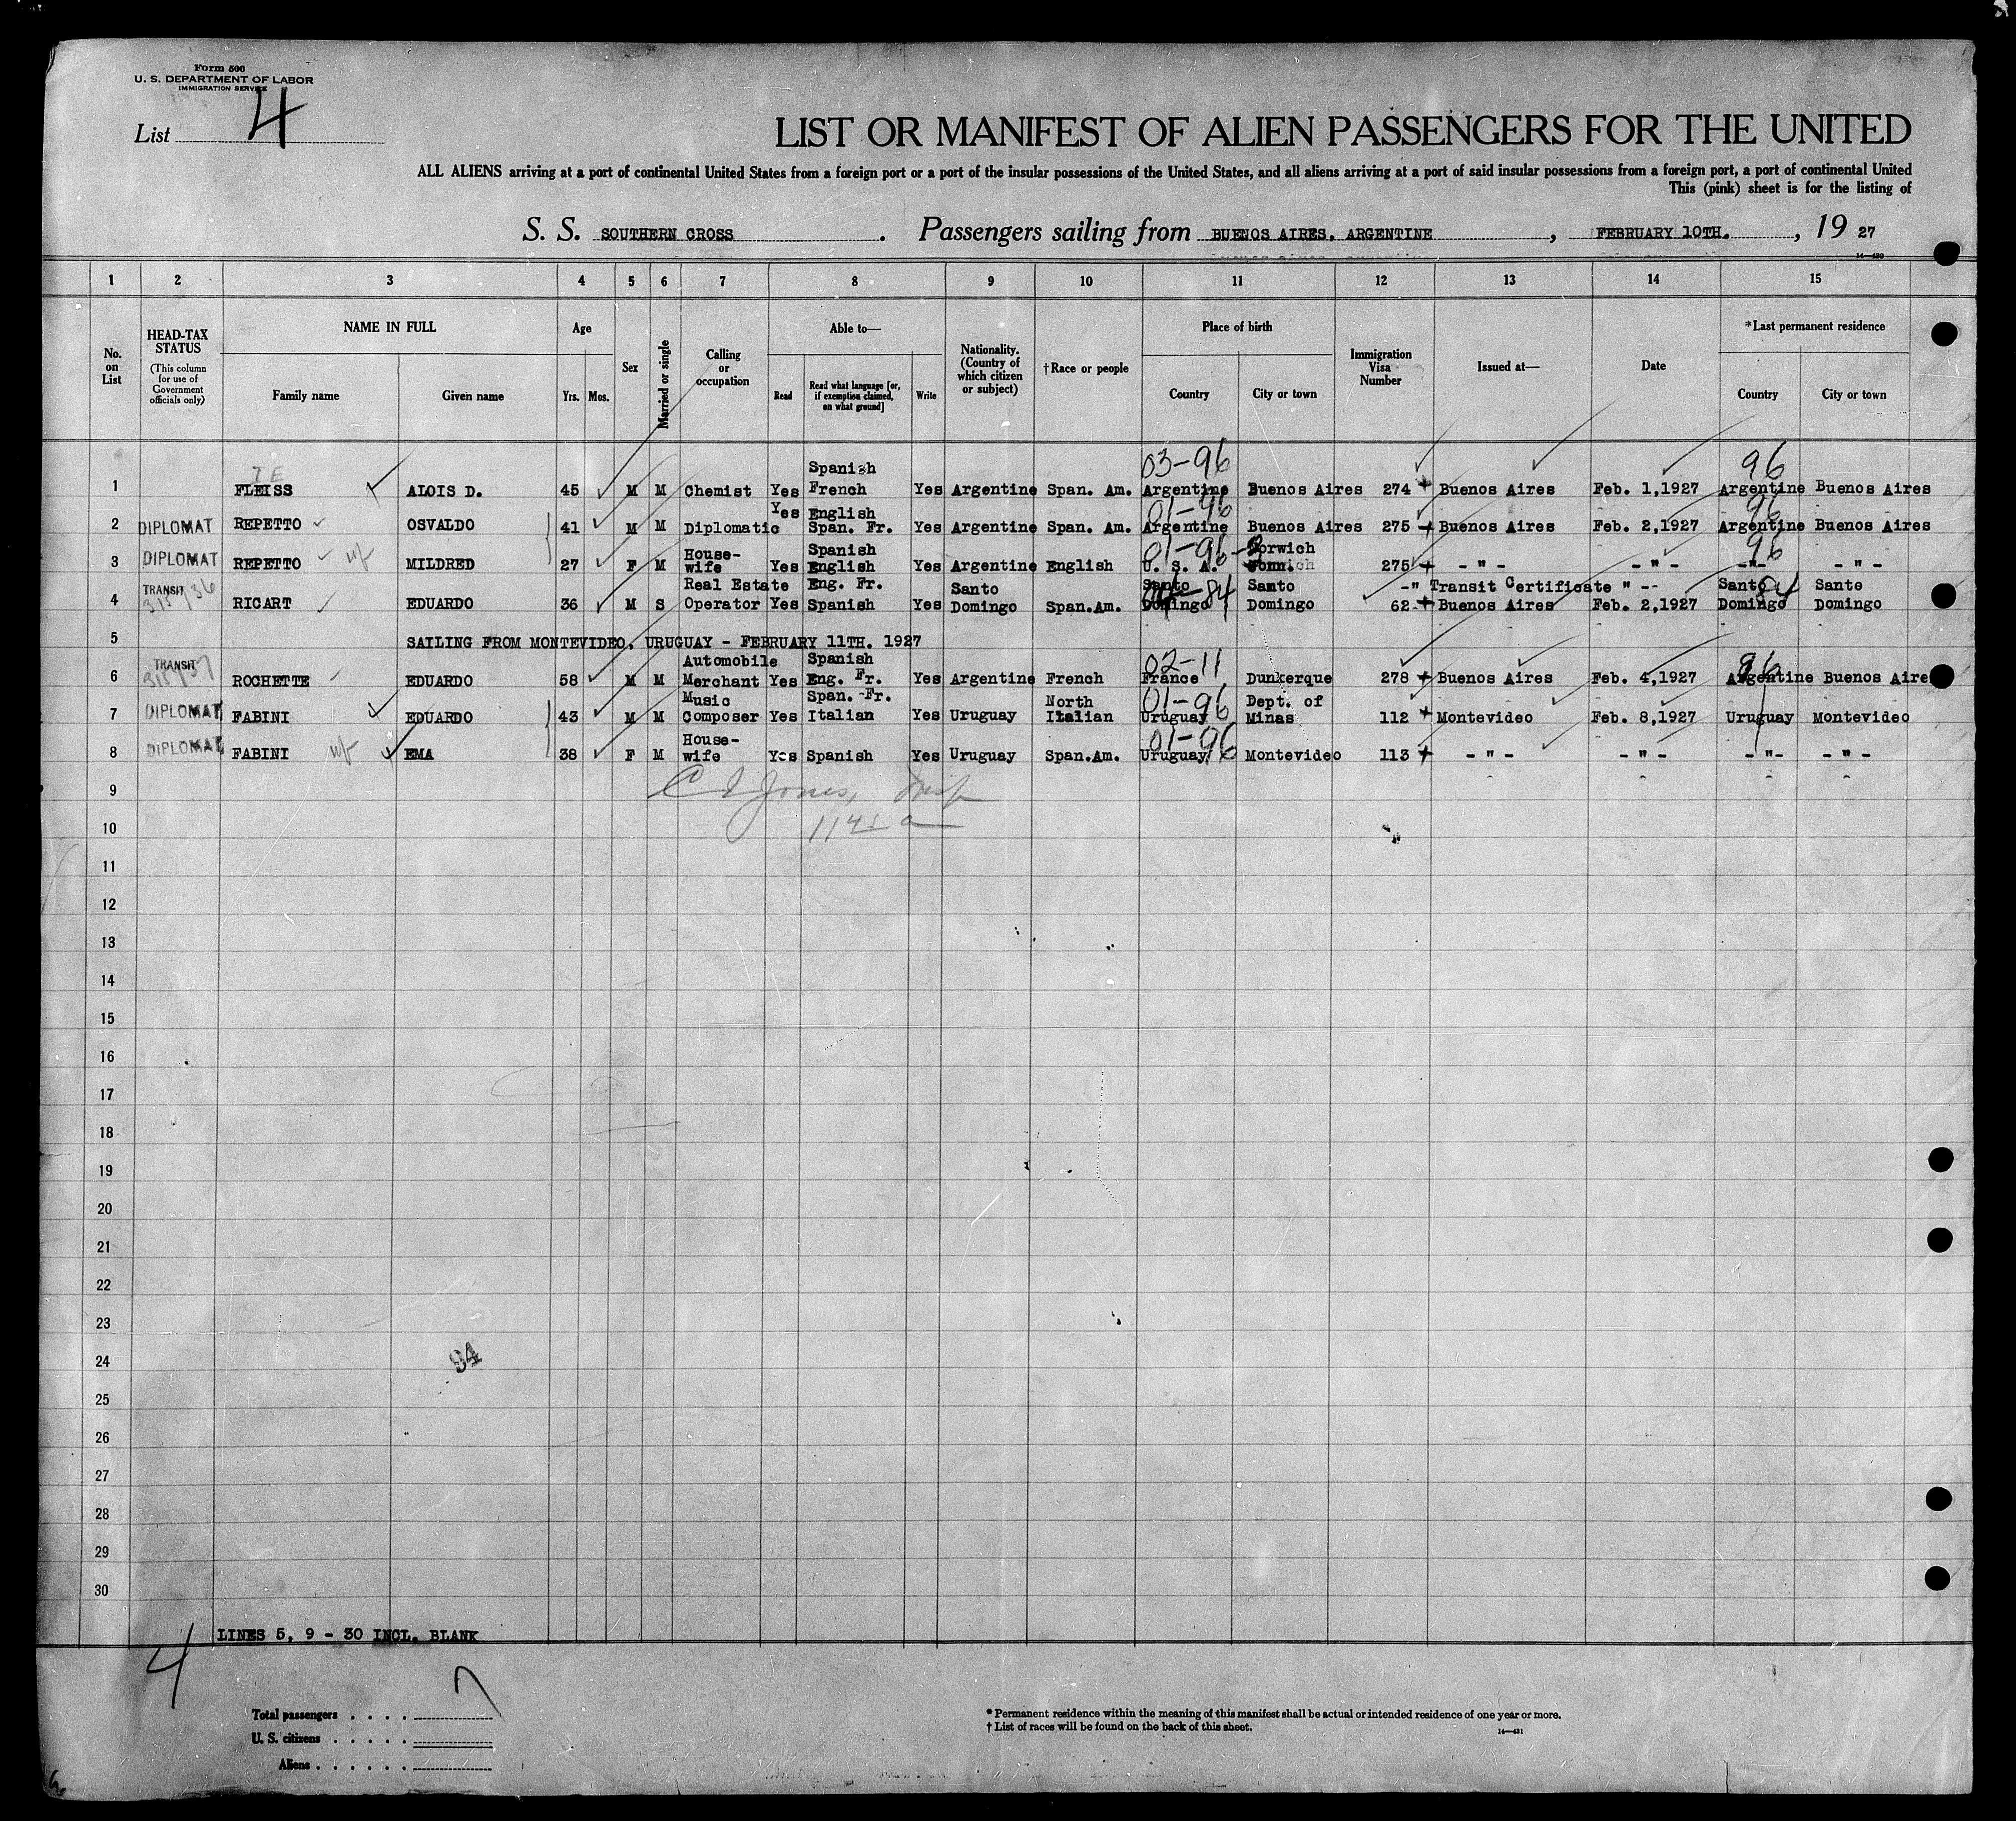 Form 500
U. S. DEPARTMENT OF LABOR
IMMIGRATION SERVICE
List 4
LIST OR MANIFEST OF ALIEN PASSENGERS FOR THE UNITED
ALL ALIENS arriving at a port of continental United States from a foreign port or a port of the insular possessions of the United States, and all aliens arriving at a port of said insular possessions from a foreign port, a port of continental United
This (pink) sheet is for the listing of
S. S. SOUTHERN CROSS . Passengers sailing from BUENOS AIRES, ARGENTINE , FEBRUARY 10TH. , 19 27
14—430
1 2 3 4 5 6 7 8 9 10 11 12 13 14 15
No. on List
HEAD-TAX STATUS
(This column for use of Government officials only)
NAME IN FULL
Family name Given name
Age
Yrs. Mos.
Sex
Married or single
Calling or occupation
Able to—
Read Read what language [or, if exemption claimed, on what ground] Write
Nationality. (Country of which citizen or subject)
†Race or people
Place of birth
Country City or town
Immigration Visa Number
Issued at—
Date
*Last permanent residence
Country City or town
I E Spanish 03-96 96
1 FLEISS ALOIS D. 45 M M Chemist Yes French Yes Argentine Span. Am. Argentine Buenos Aires 274 Buenos Aires Feb. 1,1927 Argentine Buenos Aires
Yes English 01-96 96
2 DIPLOMAT REPETTO OSVALDO 41 M M Diplomatic Span. Fr. Yes Argentine Span. Am. Argentine Buenos Aires 275 Buenos Aires Feb. 2,1927 Argentine Buenos Aires
House- Spanish 01-96 Norwich 96
3 DIPLOMAT REPETTO wf MILDRED 27 F M wife Yes English Yes Argentine English U. S. A. Conn. 275 - " - - " - - " - - " -
TRANSIT Real Estate Eng. Fr. Santo Santo Santo -" Transit Certificate " -- Santo Santo
4 RICART EDUARDO 36 M S Operator Yes Spanish Yes Domingo Span.Am. Domingo 84 Domingo 62 Buenos Aires Feb. 2,1927 Domingo 84 Domingo
5 SAILING FROM MONTEVIDEO, URUGUAY - FEBRUARY 11TH. 1927
TRANSIT Automobile Spanish 02-11 96
6 ROCHETTE EDUARDO 58 M M Merchant Yes Eng. Fr. Yes Argentine French France Dunkerque 278 Buenos Aires Feb. 4,1927 Argentine Buenos Aire
Music Span. Fr. North 01-96 Dept. of
7 DIPLOMAT FABINI EDUARDO 43 M M Composer Yes Italian Yes Uruguay Italian Uruguay Minas 112 Montevideo Feb. 8,1927 Uruguay Montevideo
House- 01-96
8 DIPLOMAT FABINI wf EMA 38 F M wife Yes Spanish Yes Uruguay Span.Am. Uruguay Montevideo 113 - " - - " - - "- - " -
9 Jones, Insp
10
11
12
13
14
15
16
17
18
19
20
21
22
23
24 94
25
26
27
28
29
30
LINES 5, 9 - 30 INCL. BLANK
4
Total passengers . . . . 7
U. S. citizens . . . . .
Aliens . . . . . .
* Permanent residence within the meaning of this manifest shall be actual or intended residence of one year or more.
† List of races will be found on the back of this sheet.
14—431